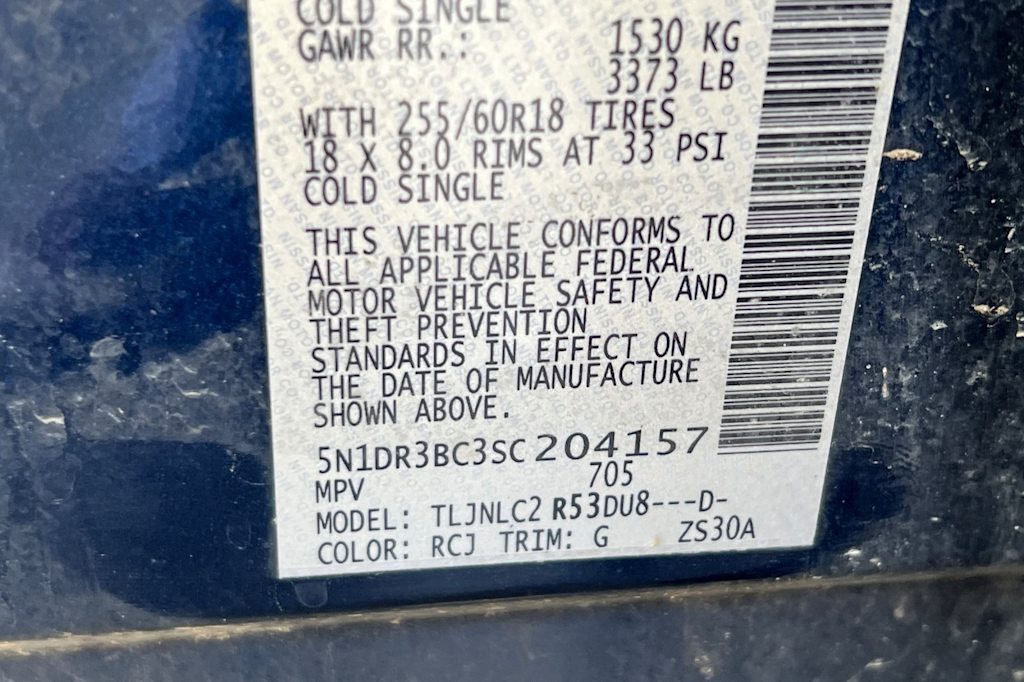 COLD SINGLE
GAWR RR.: 1530 KG
3373 LB
WITH 255/60R18 TIRES
18 X 8.0 RIMS AT 33 PSI
COLD SINGLE
THIS VEHICLE CONFORMS TO
ALL APPLICABLE FEDERAL
MOTOR VEHICLE SAFETY AND
THEFT PREVENTION
STANDARDS IN EFFECT ON
THE DATE OF MANUFACTURE
SHOWN ABOVE.
5N1DR3BC3SC204157
MPV 705
MODEL: TLJNLC2 R53DU8---D-
COLOR: RCJ TRIM: G ZS30A